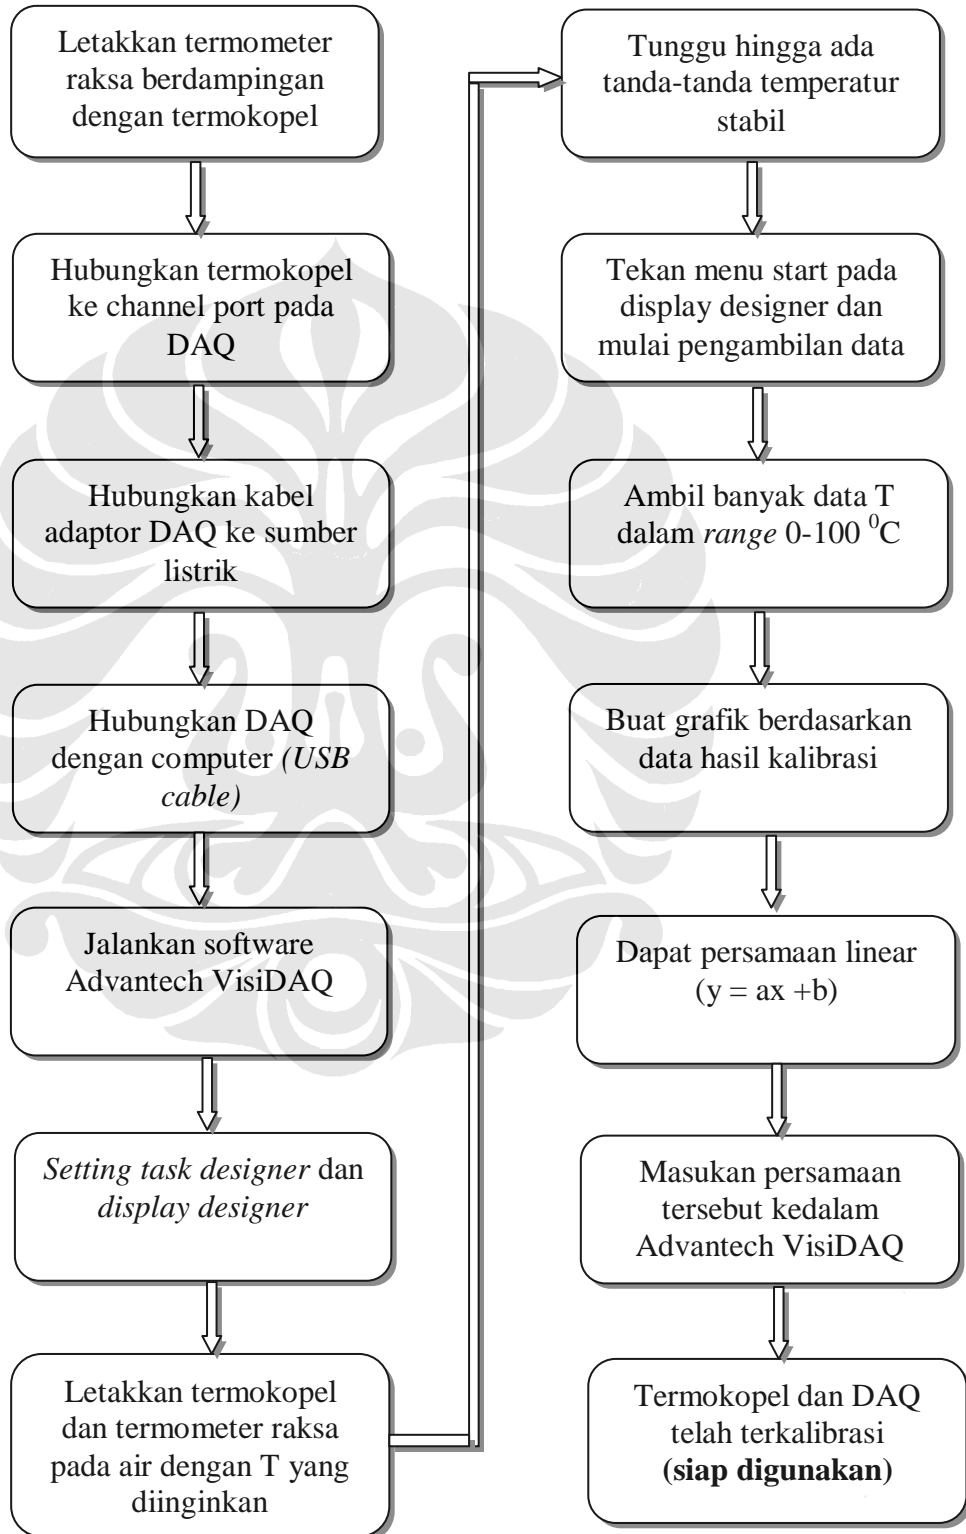 Letakkan termometer
raksa berdampingan
dengan termokopel
Hubungkan termokopel
ke channel port pada
DAQ
Hubungkan kabel
adaptor DAQ ke sumber
listrik
Hubungkan DAQ
dengan computer (USB
cable)
Jalankan software
Advantech VisiDAQ
Setting task designer dan
display designer
Letakkan termokopel
dan termometer raksa
pada air dengan T yang
diinginkan
Tunggu hingga ada
tanda-tanda temperatur
stabil
Tekan menu start pada
display designer dan
mulai pengambilan data
Ambil banyak data T
dalam range 0-100 ⁰C
Buat grafik berdasarkan
data hasil kalibrasi
Dapat persamaan linear
(y = ax +b)
Masukan persamaan
tersebut kedalam
Advantech VisiDAQ
Termokopel dan DAQ
telah terkalibrasi
(siap digunakan)